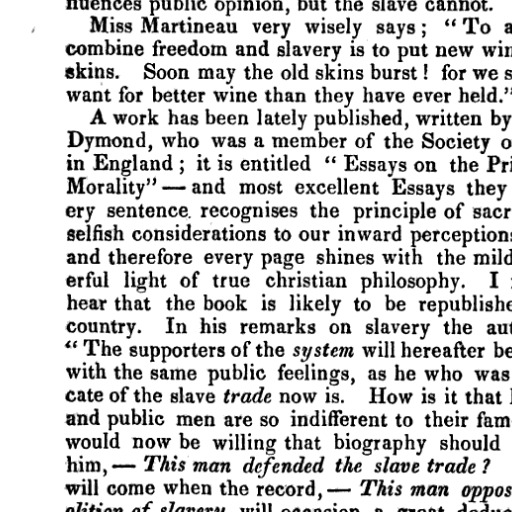 nuences public opinion, but the slave cannot.
Miss Martineau very wisely says; "To a
combine freedom and slavery is to put new win
skins. Soon may the old skins burst! for we s
want for better wine than they have ever held."
A work has been lately published, written by
Dymond, who was a member of the Society o
in England; it is entitled "Essays on the Pri
Morality"—and most excellent Essays they
ery sentence recognises the principle of sacr
selfish considerations to our inward perceptions
and therefore every page shines with the mild
erful light of true christian philosophy. I
hear that the book is likely to be republishe
country. In his remarks on slavery the aut
"The supporters of the system will hereafter be
with the same public feelings, as he who was
cate of the slave trade now is. How is it that
and public men are so indifferent to their fam
would now be willing that biography should
him,—This man defended the slave trade?
will come when the record,—This man oppos
olition of slavery, will occasion a great deduc